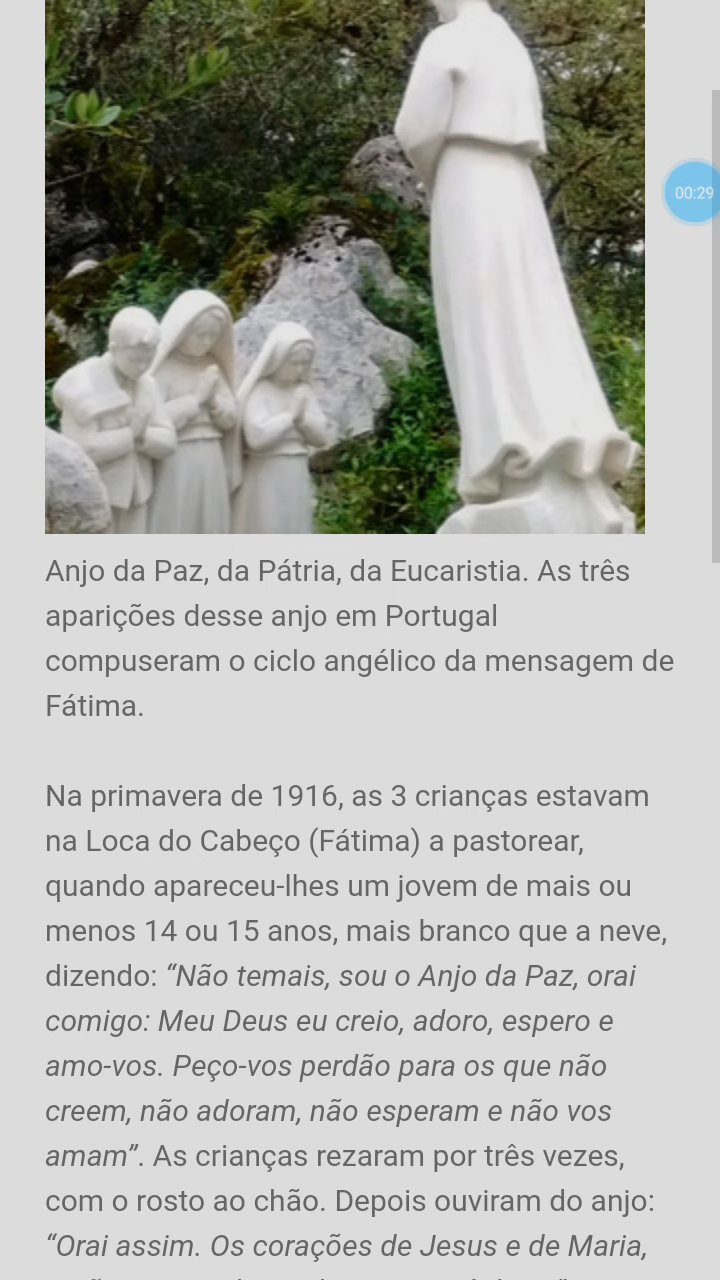 00:29
Anjo da Paz, da Pátria, da Eucaristia. As três
aparições desse anjo em Portugal
compuseram o ciclo angélico da mensagem de
Fátima.
Na primavera de 1916, as 3 crianças estavam
na Loca do Cabeço (Fátima) a pastorear,
quando apareceu-lhes um jovem de mais ou
menos 14 ou 15 anos, mais branco que a neve,
dizendo: “Não temais, sou o Anjo da Paz, orai
comigo: Meu Deus eu creio, adoro, espero e
amo-vos. Peço-vos perdão para os que não
creem, não adoram, não esperam e não vos
amam”. As crianças rezaram por três vezes,
com o rosto ao chão. Depois ouviram do anjo:
“Orai assim. Os corações de Jesus e de Maria,